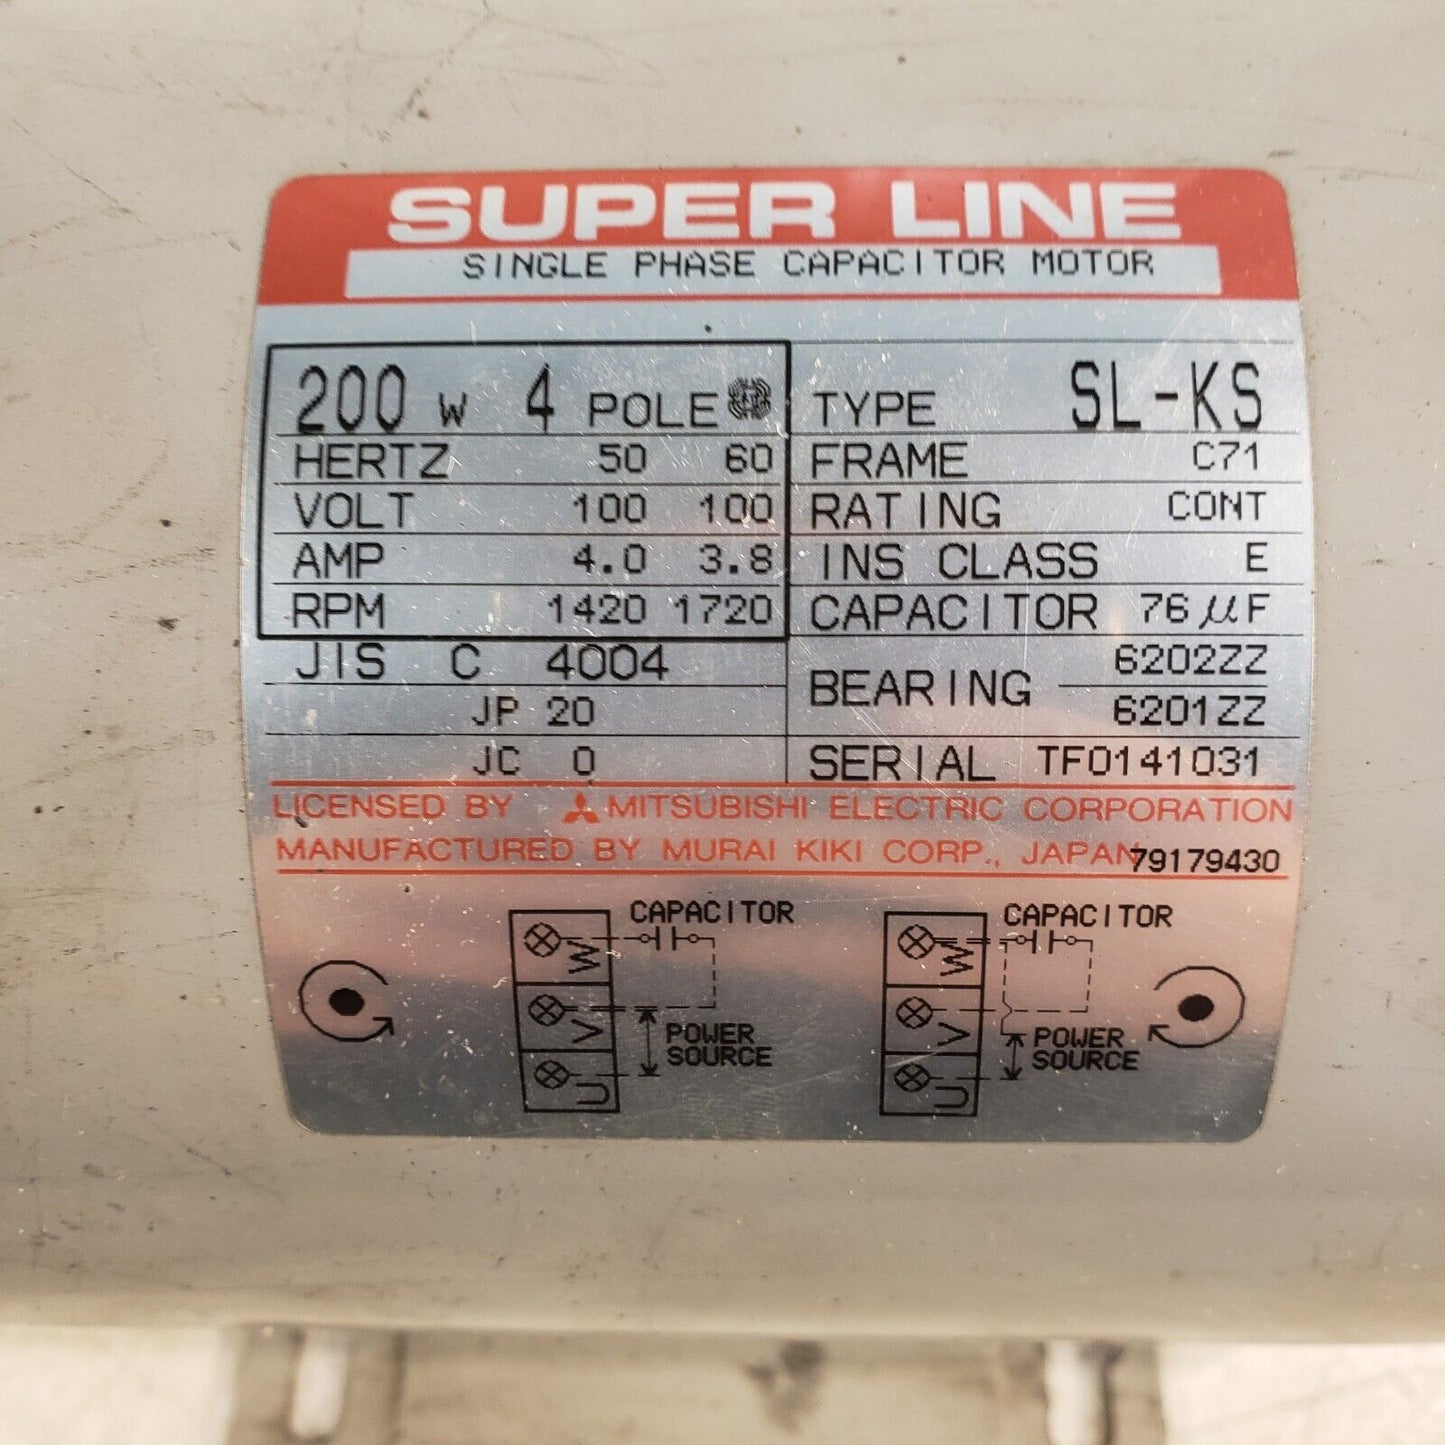 SUPER LINE
SINGLE PHASE CAPACITOR MOTOR
200 W 4 POLE
HERTZ 50 60
VOLT 100 100
AMP 4.0 3.8
RPM 1420 1720
JIS C 4004
JP 20
JC 0
TYPE SL-KS
FRAME C71
RATING CONT
INS CLASS E
CAPACITOR 76μF
BEARING 6202ZZ
6201ZZ
SERIAL TF0141031
LICENSED BY MITSUBISHI ELECTRIC CORPORATION
MANUFACTURED BY MURAI KIKI CORP., JAPAN 79179430
CAPACITOR
W
V
U
POWER
SOURCE
CAPACITOR
W
V
U
POWER
SOURCE